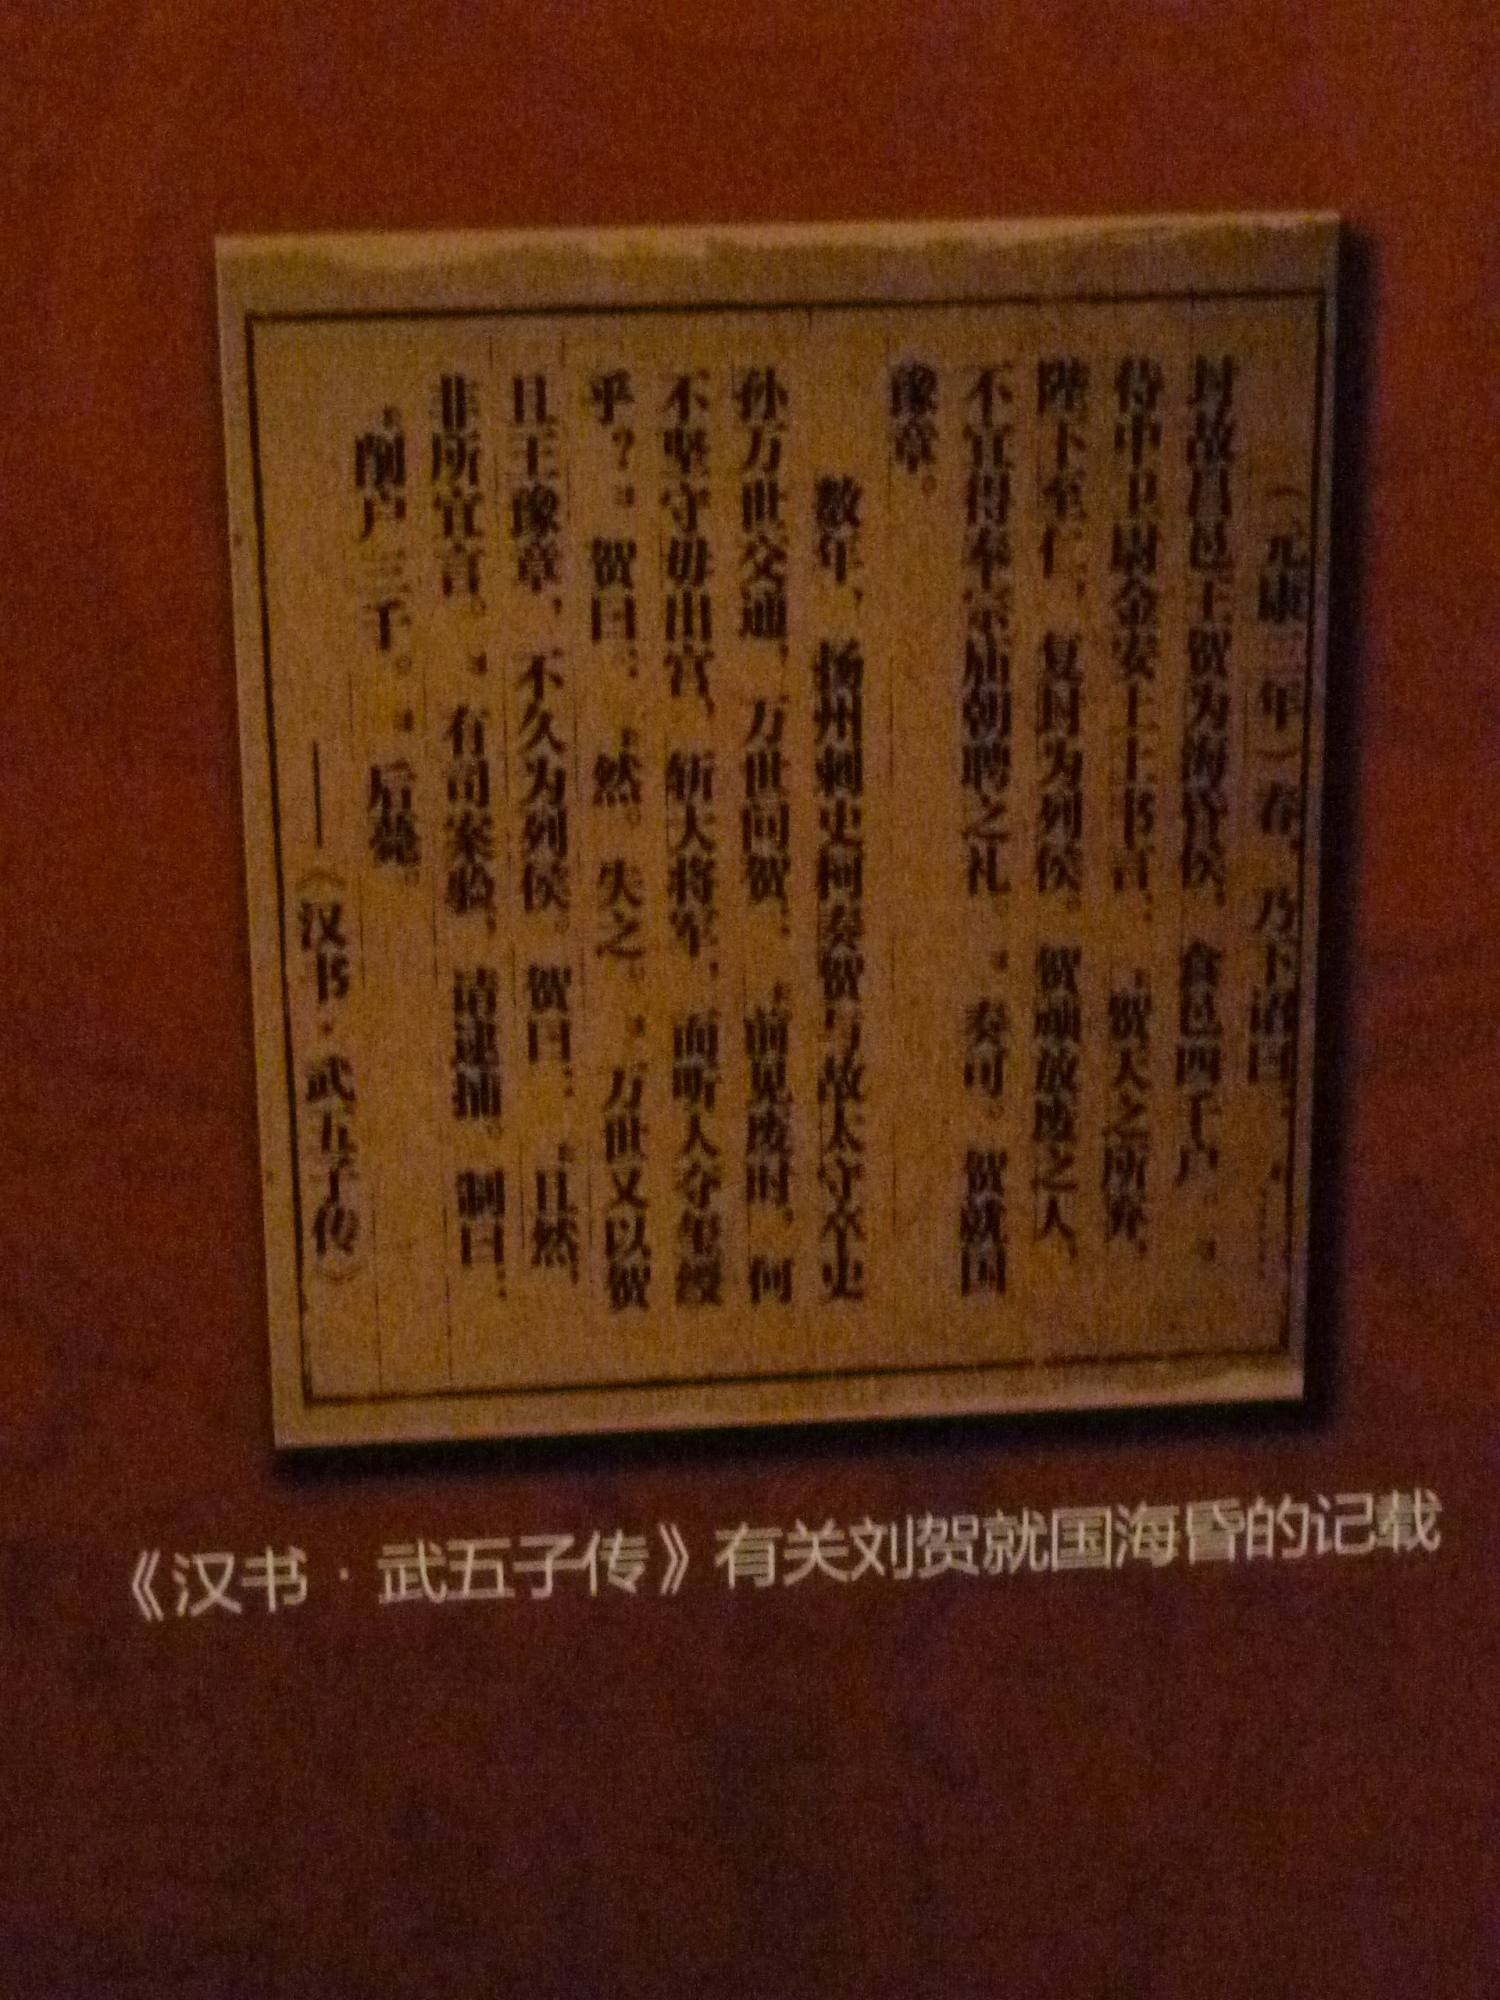 （元康三年）春，乃下诏曰：“……
封故昌邑王贺为海昏侯，食邑四千户。”
侍中卫尉金安上上书言：“贺天之所弃，
陛下至仁，复封为列侯。贺顽放废之人，
不宜得奉宗庙朝聘之礼。”奏可。贺就国
豫章。
数年，扬州刺史柯奏贺与故太守卒史
孙万世交通，万世问贺：“前见废时，何
不坚守毋出宫，斩大将军，而听人夺玺绶
乎？”贺曰：“然。失之。”万世又以贺
且王豫章，不久为列侯。贺曰：“且然，
非所宜言。”有司案验，请逮捕。制曰：
“削户三千。”后薨。
——《汉书·武五子传》
《汉书·武五子传》有关刘贺就国海昏的记载